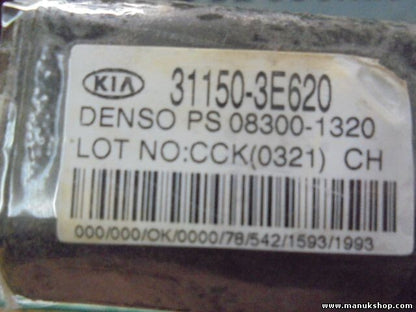 KIA 31150-3E620
DENSO PS 08300-1320
LOT NO:CCK(0321) CH
000/000/OK/0000/78/542/1593/1993
www.manukshop.com